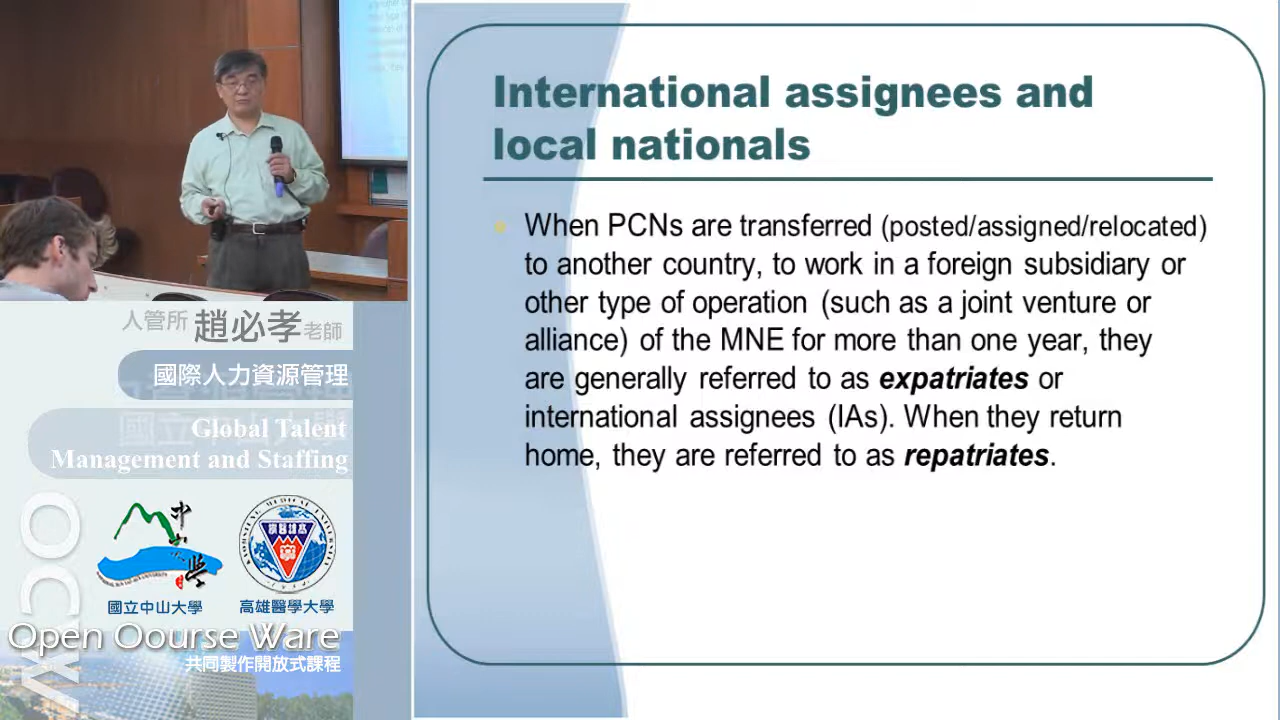 International assignees and
local nationals
When PCNs are transferred (posted/assigned/relocated)
to another country, to work in a foreign subsidiary or
other type of operation (such as a joint venture or
alliance) of the MNE for more than one year, they
are generally referred to as expatriates or
international assignees (IAs). When they return
home, they are referred to as repatriates.
人管所 趙必孝老師
國際人力資源管理
Global Talent
Management and Staffing
國立中山大學
高雄醫學大學
OCW
Open Oourse Ware
共同製作開放式課程